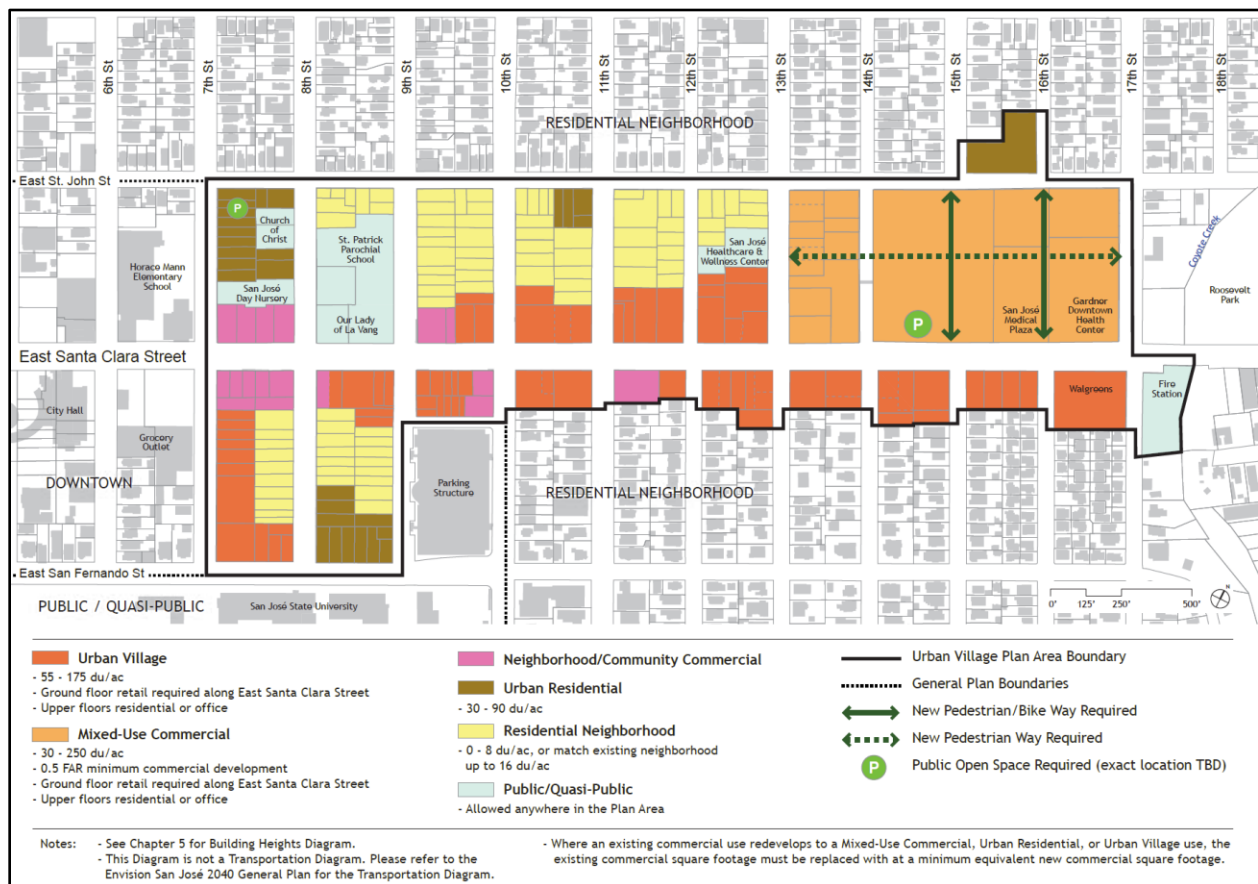 6th St
7th St
8th St
9th St
10th St
11th St
12th St
13th St
14th St
15th St
16th St
17th St
18th St
RESIDENTIAL NEIGHBORHOOD
East St. John St
P
Church
of
Christ
Horace Mann
Elementary
School
San José
Day Nursery
St. Patrick
Parochial
School
Our Lady
of La Vang
San José
Healthcare &
Wellness Center
P
San José
Medical
Plaza
Gardner
Downtown
Health
Center
Coyote Creek
Roosevelt
Park
East Santa Clara Street
City Hall
Grocery
Outlet
DOWNTOWN
Parking
Structure
RESIDENTIAL NEIGHBORHOOD
Walgreens
Fire
Station
East San Fernando St
PUBLIC / QUASI-PUBLIC
San José State University
0'
125'
250'
500'
N
Urban Village
- 55 - 175 du/ac
- Ground floor retail required along East Santa Clara Street
- Upper floors residential or office
Mixed-Use Commercial
- 30 - 250 du/ac
- 0.5 FAR minimum commercial development
- Ground floor retail required along East Santa Clara Street
- Upper floors residential or office
Neighborhood/Community Commercial
Urban Residential
- 30 - 90 du/ac
Residential Neighborhood
- 0 - 8 du/ac, or match existing neighborhood
up to 16 du/ac
Public/Quasi-Public
- Allowed anywhere in the Plan Area
Urban Village Plan Area Boundary
General Plan Boundaries
New Pedestrian/Bike Way Required
New Pedestrian Way Required
P Public Open Space Required (exact location TBD)
Notes: - See Chapter 5 for Building Heights Diagram.
- This Diagram is not a Transportation Diagram. Please refer to the
Envision San José 2040 General Plan for the Transportation Diagram.
- Where an existing commercial use redevelops to a Mixed-Use Commercial, Urban Residential, or Urban Village use, the
existing commercial square footage must be replaced with at a minimum equivalent new commercial square footage.